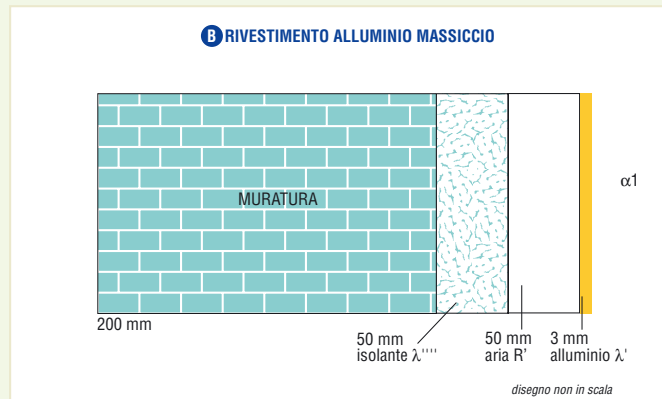 B RIVESTIMENTO ALLUMINIO MASSICCIO
MURATURA
α1
200 mm
50 mm
isolante λ''''
50 mm
aria R'
3 mm
alluminio λ'
disegno non in scala